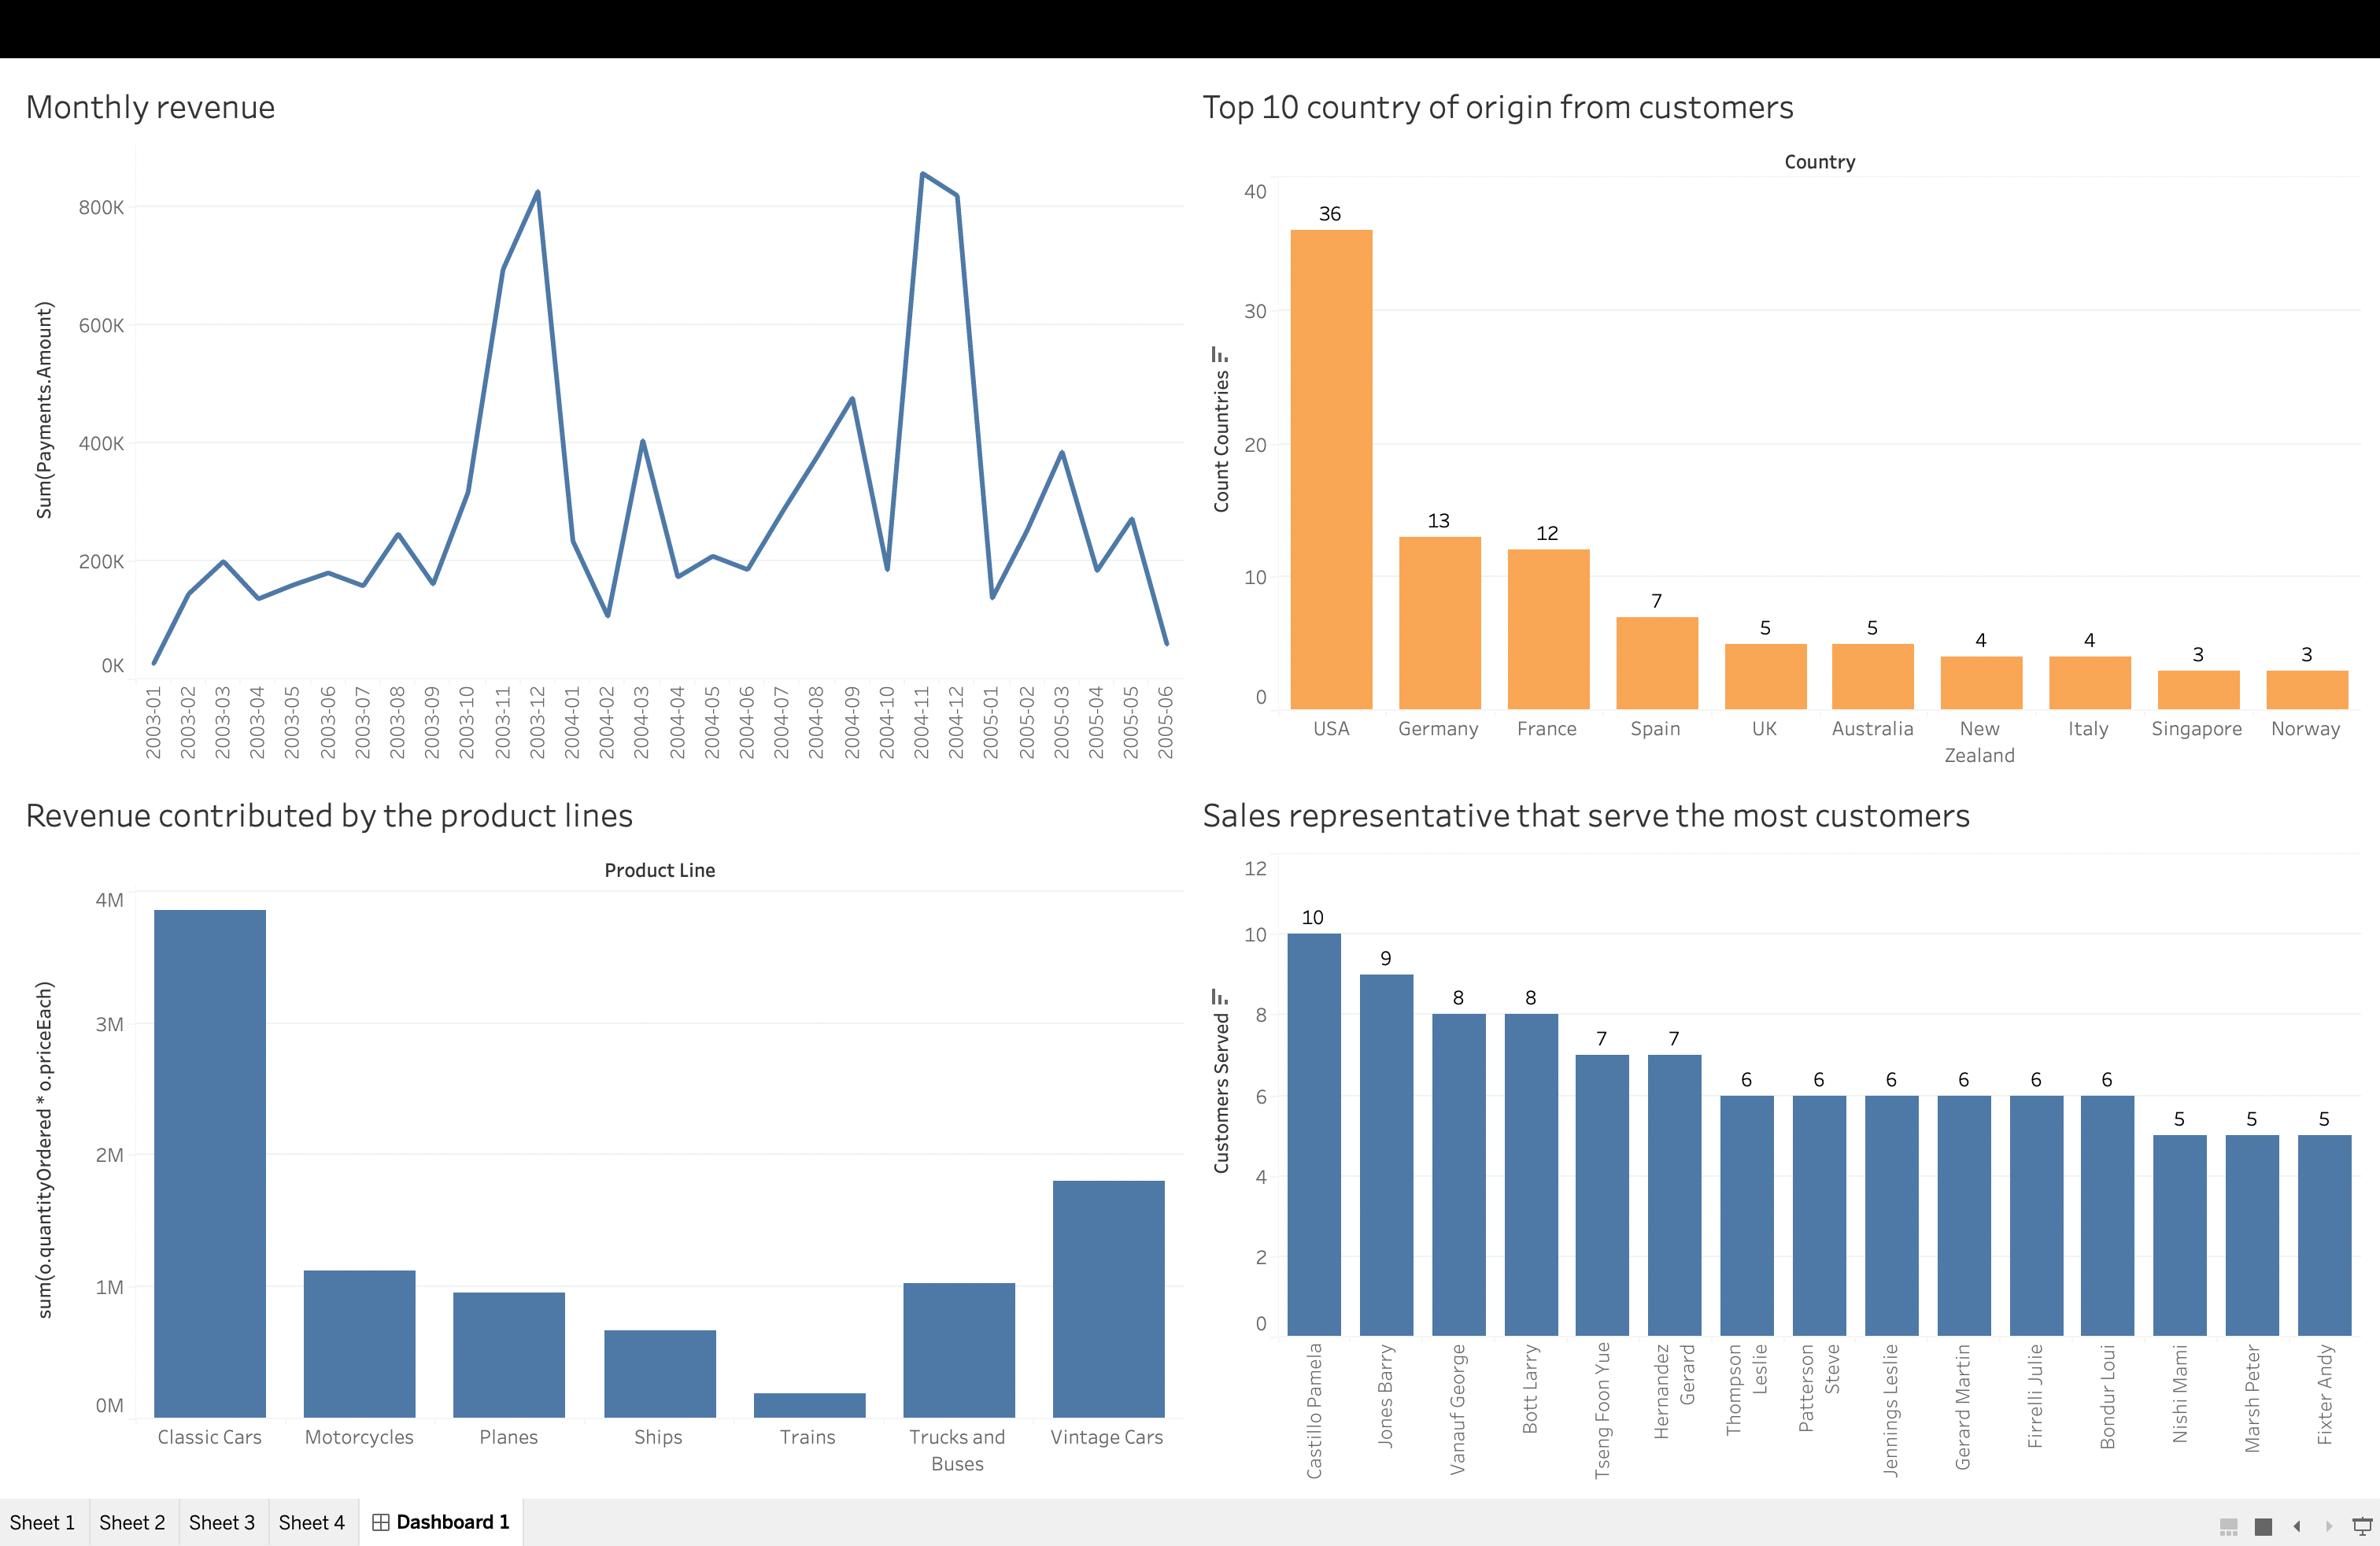 Monthly revenue
Sum(Payments.Amount)
800K
600K
400K
200K
0K
2003-01
2003-02
2003-03
2003-04
2003-05
2003-06
2003-07
2003-08
2003-09
2003-10
2003-11
2003-12
2004-01
2004-02
2004-03
2004-04
2004-05
2004-06
2004-07
2004-08
2004-09
2004-10
2004-11
2004-12
2005-01
2005-02
2005-03
2005-04
2005-05
2005-06
Top 10 country of origin from customers
Country
Count Countries
40
30
20
10
0
36
13
12
7
5
5
4
4
3
3
USA
Germany
France
Spain
UK
Australia
New
Zealand
Italy
Singapore
Norway
Revenue contributed by the product lines
Product Line
sum(o.quantityOrdered * o.priceEach)
4M
3M
2M
1M
0M
Classic Cars
Motorcycles
Planes
Ships
Trains
Trucks and
Buses
Vintage Cars
Sales representative that serve the most customers
Customers Served
12
10
8
6
4
2
0
10
9
8
8
7
7
6
6
6
6
6
6
5
5
5
Castillo Pamela
Jones Barry
Vanauf George
Bott Larry
Tseng Foon Yue
Hernandez
Gerard
Thompson
Leslie
Patterson
Steve
Jennings Leslie
Gerard Martin
Firrelli Julie
Bondur Loui
Nishi Mami
Marsh Peter
Fixter Andy
Sheet 1
Sheet 2
Sheet 3
Sheet 4
Dashboard 1